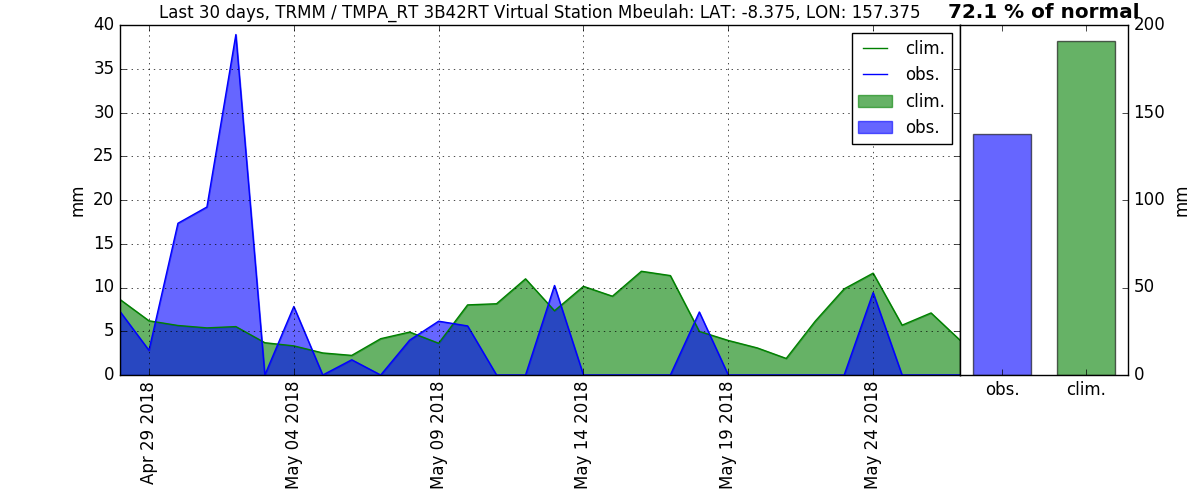 Last 30 days, TRMM / TMPA_RT 3B42RT Virtual Station Mbeulah: LAT: -8.375, LON: 157.375
72.1 % of normal
40
35
30
25
20
15
10
5
0
mm
clim.
obs.
clim.
obs.
200
150
100
50
0
mm
obs.
clim.
Apr 29 2018
May 04 2018
May 09 2018
May 14 2018
May 19 2018
May 24 2018